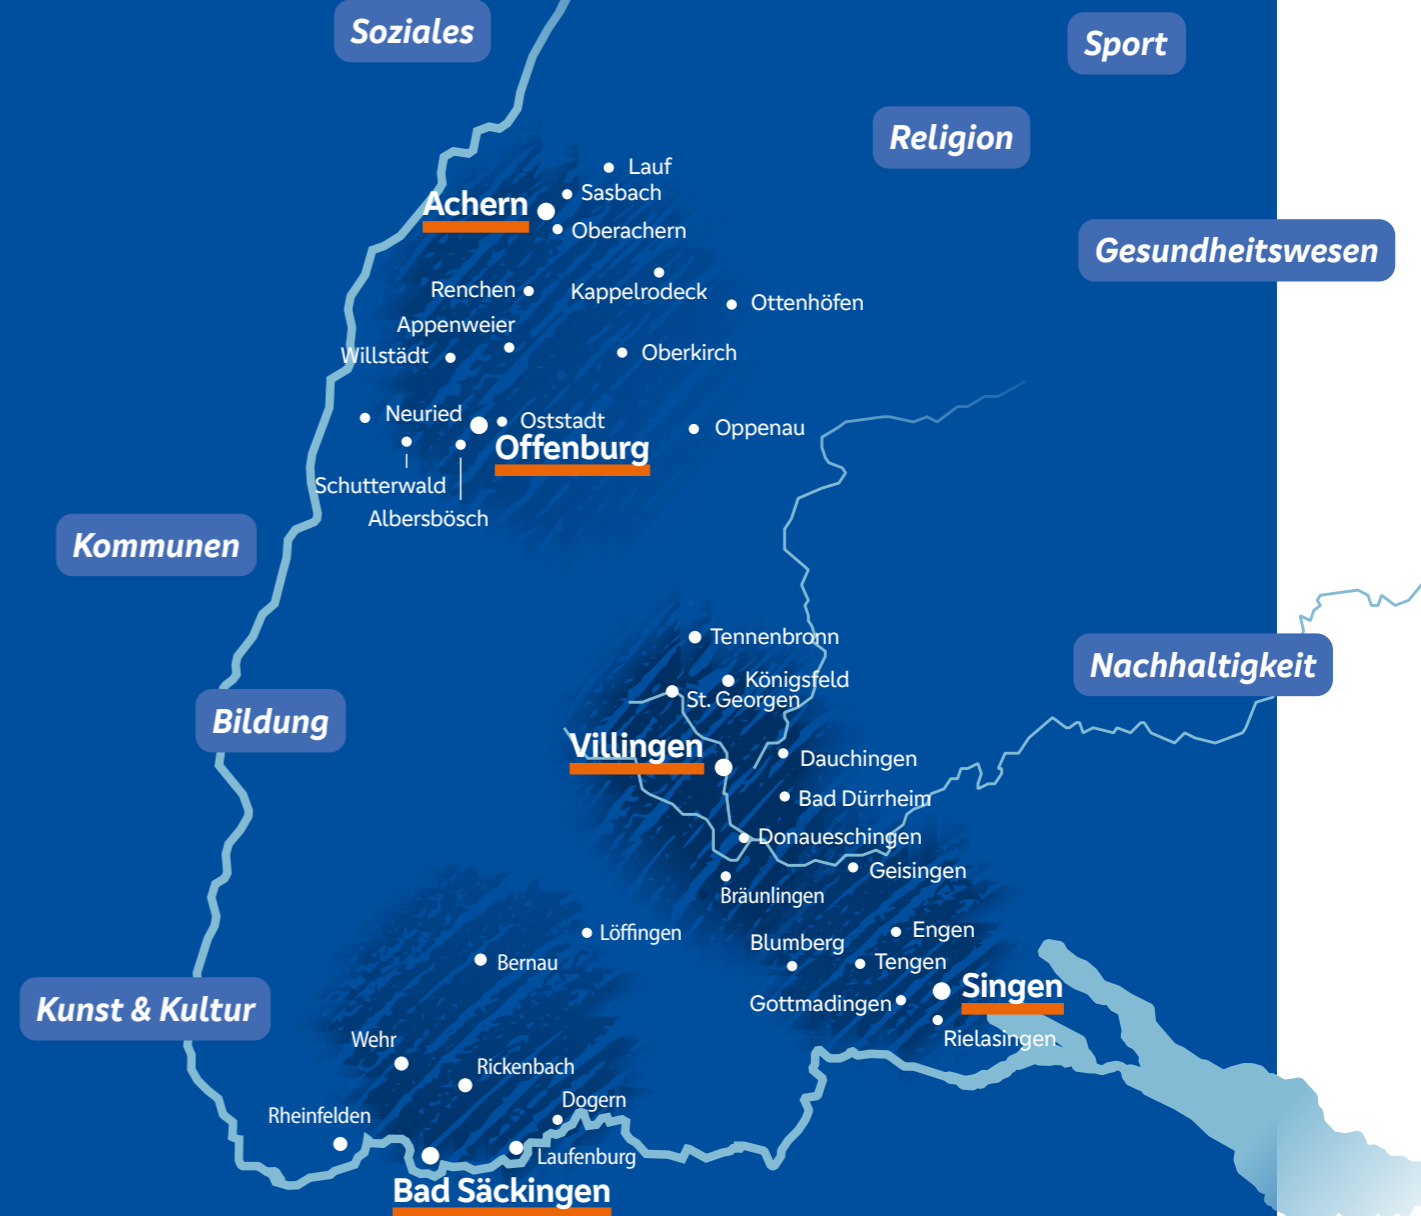 Soziales
Sport
Religion
Lauf
Sasbach
Achern
Oberachern
Gesundheitswesen
Renchen
Kappelrodeck
Ottenhöfen
Appenweier
Willstädt
Oberkirch
Neuried
Oststadt
Oppenau
Offenburg
Schutterwald
Albersbösch
Kommunen
Tennenbronn
Nachhaltigkeit
Königsfeld
St. Georgen
Bildung
Villingen
Dauchingen
Bad Dürrheim
Donaueschingen
Geisingen
Bräunlingen
Löffingen
Engen
Blumberg
Bernau
Tengen
Singen
Gottmadingen
Kunst & Kultur
Rielasingen
Wehr
Rickenbach
Dogern
Rheinfelden
Laufenburg
Bad Säckingen